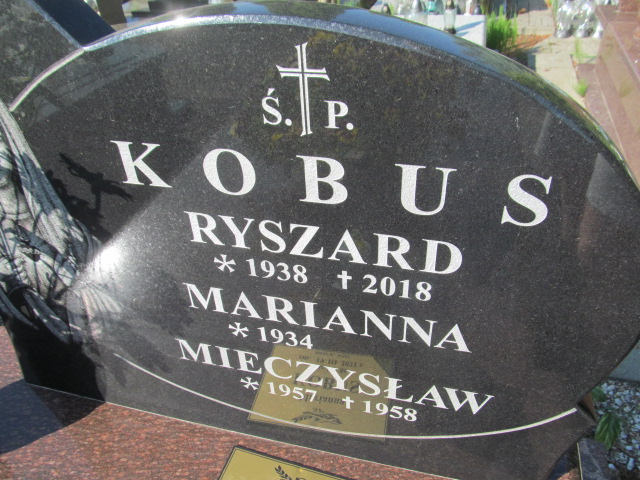 Ś. P.
KOBUS
RYSZARD
* 1938 † 2018
MARIANNA
* 1934
MIECZYSŁAW
* 1957 † 1958